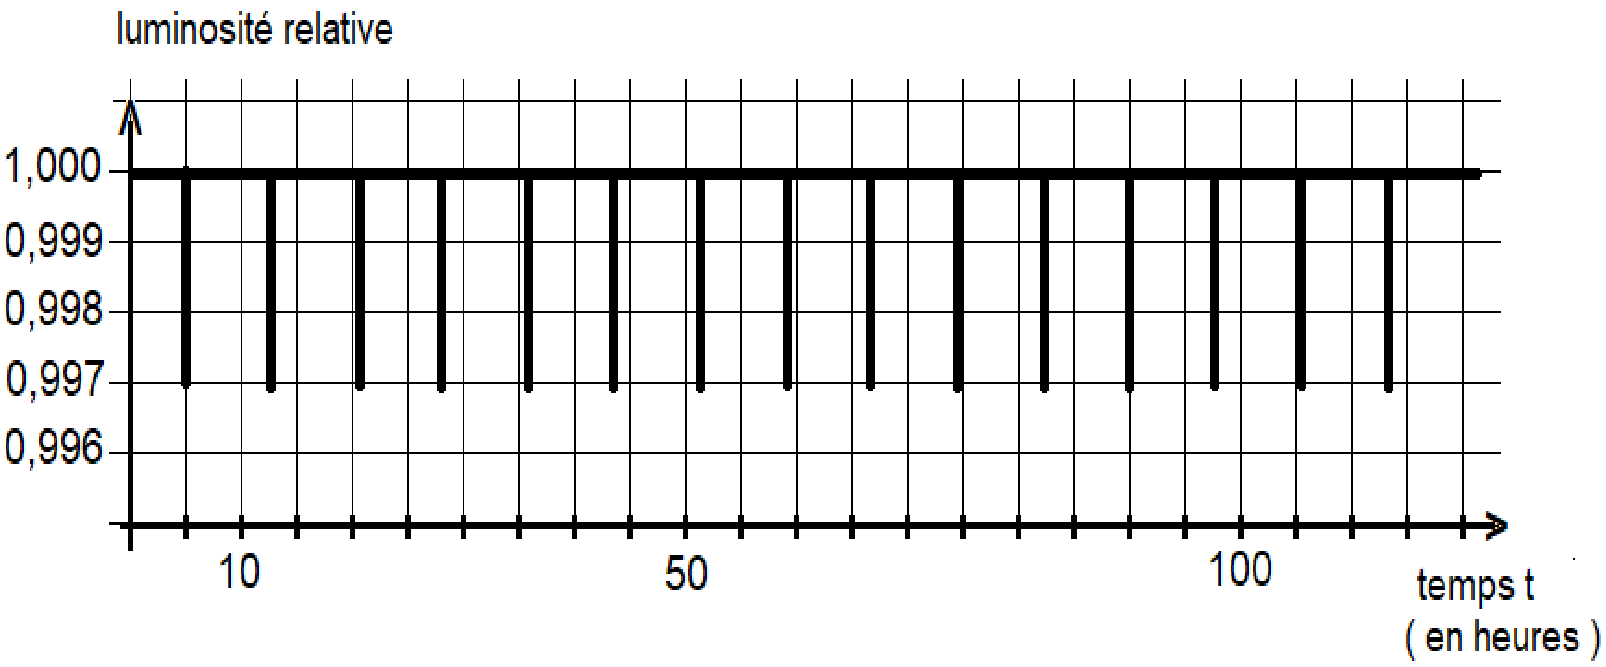 luminosité relative
1,000
0,999
0,998
0,997
0,996
10 50 100
temps t
( en heures )